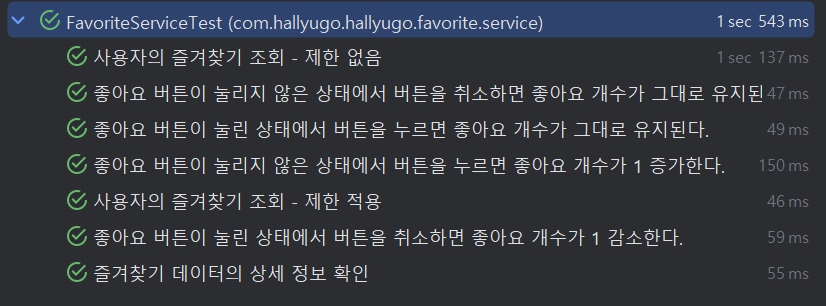 FavoriteServiceTest (com.hallyugo.hallyugo.favorite.service) 1 sec 543 ms
사용자의 즐겨찾기 조회 - 제한 없음 1 sec 137 ms
좋아요 버튼이 눌리지 않은 상태에서 버튼을 취소하면 좋아요 개수가 그대로 유지된 47 ms
좋아요 버튼이 눌린 상태에서 버튼을 누르면 좋아요 개수가 그대로 유지된다. 49 ms
좋아요 버튼이 눌리지 않은 상태에서 버튼을 누르면 좋아요 개수가 1 증가한다. 150 ms
사용자의 즐겨찾기 조회 - 제한 적용 46 ms
좋아요 버튼이 눌린 상태에서 버튼을 취소하면 좋아요 개수가 1 감소한다. 59 ms
즐겨찾기 데이터의 상세 정보 확인 55 ms